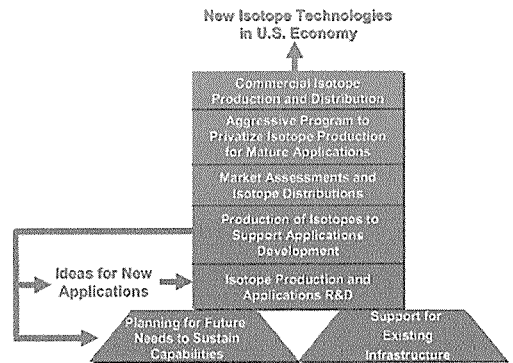 New Isotope Technologies
in U.S. Economy
Commercial Isotope
Production and Distribution
Aggressive Program to
Privatize Isotope Production
for Mature Applications
Market Assessments and
Isotope Distributions
Production of Isotopes to
Support Applications
Development
Ideas for New
Applications
Isotope Production and
Applications R&D
Planning for Future
Needs to Sustain
Capabilities
Support for
Existing
Infrastructure